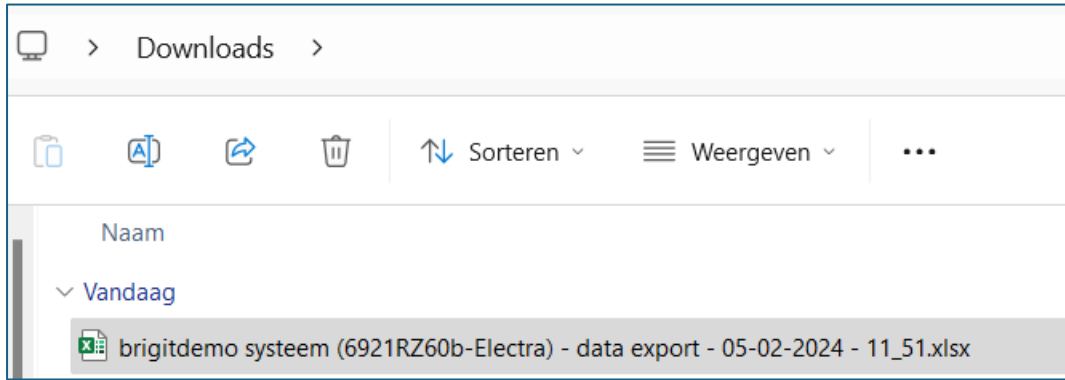 Downloads
Sorteren Weergeven
Naam
Vandaag
brigitdemo systeem (6921RZ60b-Electra) - data export - 05-02-2024 - 11_51.xlsx